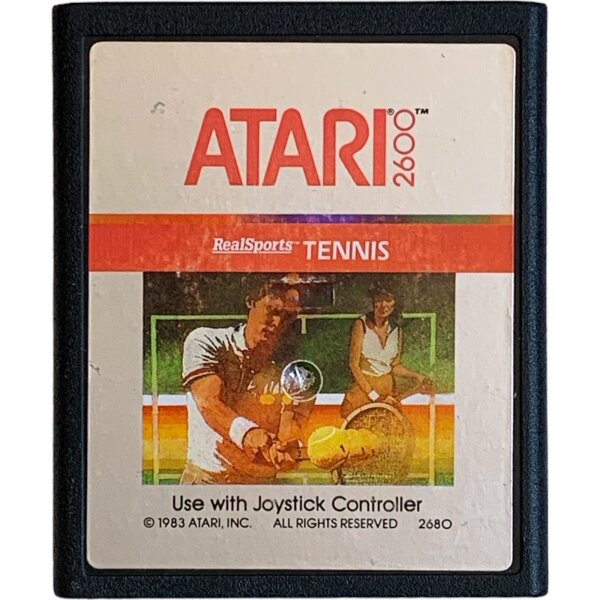 ATARI® 2600™
RealSports™ TENNIS
Use with Joystick Controller
© 1983 ATARI, INC. ALL RIGHTS RESERVED 2680